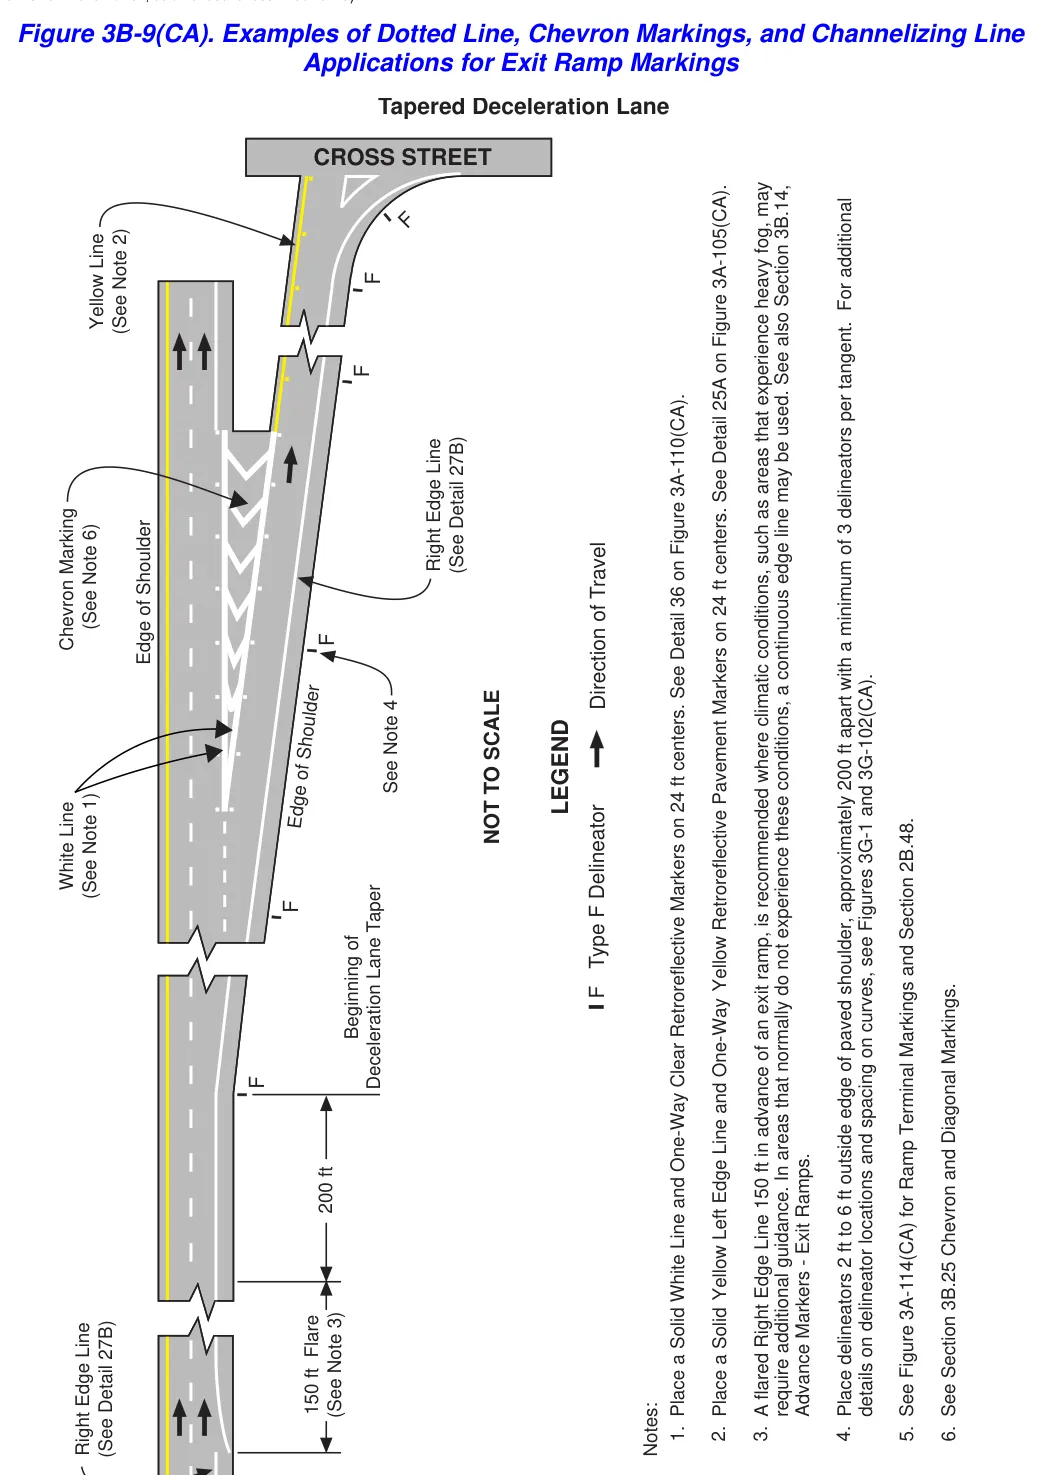 Figure 3B-9(CA). Examples of Dotted Line, Chevron Markings, and Channelizing Line
Applications for Exit Ramp Markings
Tapered Deceleration Lane
CROSS STREET
Yellow Line
(See Note 2)
F
F
F
Chevron Marking
(See Note 6)
Edge of Shoulder
Right Edge Line
(See Detail 27B)
F
See Note 4
Edge of Shoulder
White Line
(See Note 1)
F
Beginning of
Deceleration Lane Taper
F
200 ft
150 ft Flare
(See Note 3)
Right Edge Line
(See Detail 27B)
NOT TO SCALE
LEGEND
F Type F Delineator
Direction of Travel
Notes:
1. Place a Solid White Line and One-Way Clear Retroreflective Markers on 24 ft centers. See Detail 36 on Figure 3A-110(CA).
2. Place a Solid Yellow Left Edge Line and One-Way Yellow Retroreflective Pavement Markers on 24 ft centers. See Detail 25A on Figure 3A-105(CA).
3. A flared Right Edge Line 150 ft in advance of an exit ramp, is recommended where climatic conditions, such as areas that experience heavy fog, may
require additional guidance. In areas that normally do not experience these conditions, a continuous edge line may be used. See also Section 3B.14,
Advance Markers - Exit Ramps.
4. Place delineators 2 ft to 6 ft outside edge of paved shoulder, approximately 200 ft apart with a minimum of 3 delineators per tangent. For additional
details on delineator locations and spacing on curves, see Figures 3G-1 and 3G-102(CA).
5. See Figure 3A-114(CA) for Ramp Terminal Markings and Section 2B.48.
6. See Section 3B.25 Chevron and Diagonal Markings.